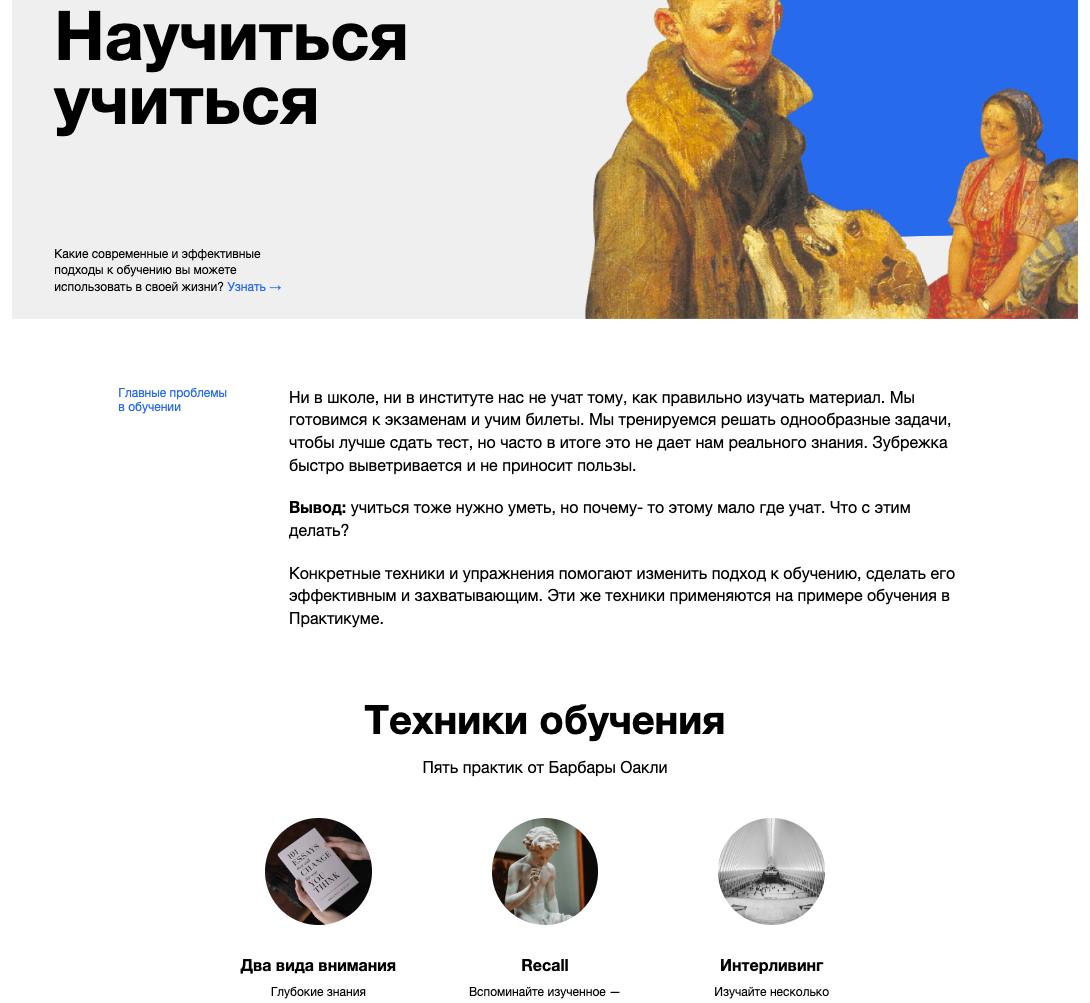 Научиться
учиться
Какие современные и эффективные
подходы к обучению вы можете
использовать в своей жизни? Узнать →
Главные проблемы
в обучении
Ни в школе, ни в институте нас не учат тому, как правильно изучать материал. Мы
готовимся к экзаменам и учим билеты. Мы тренируемся решать однообразные задачи,
чтобы лучше сдать тест, но часто в итоге это не дает нам реального знания. Зубрежка
быстро выветривается и не приносит пользы.
Вывод: учиться тоже нужно уметь, но почему- то этому мало где учат. Что с этим
делать?
Конкретные техники и упражнения помогают изменить подход к обучению, сделать его
эффективным и захватывающим. Эти же техники применяются на примере обучения в
Практикуме.
Техники обучения
Пять практик от Барбары Оакли
101
ESSAYS
CHANGE
YOU
THINK
Два вида внимания
Recall
Интерливинг
Глубокие знания
Вспоминайте изученное —
Изучайте несколько